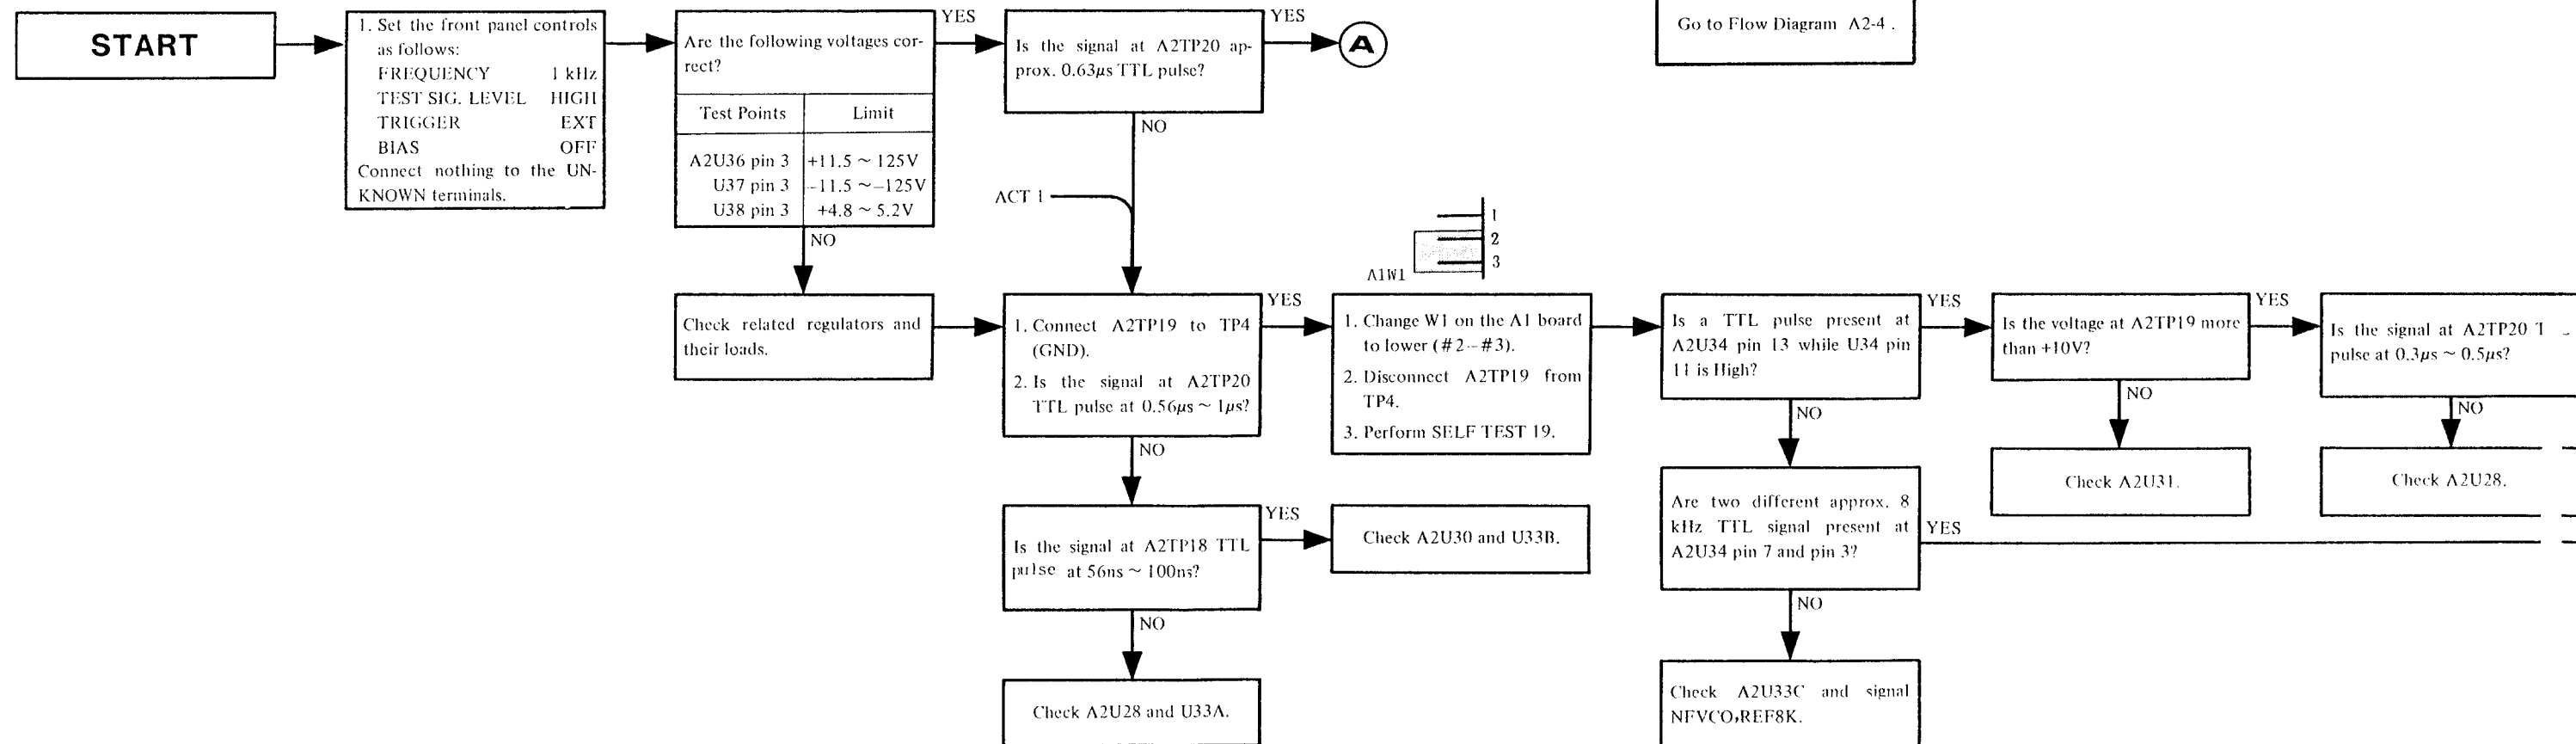 START
1. Set the front panel controls
as follows:
FREQUENCY 1 kHz
TEST SIG. LEVEL HIGH
TRIGGER EXT
BIAS OFF
Connect nothing to the UN-
KNOWN terminals.
Are the following voltages cor-
rect?
Test Points Limit
A2U36 pin 3 +11.5 ~ 125V
U37 pin 3 -11.5 ~-125V
U38 pin 3 +4.8 ~ 5.2V
YES
NO
Is the signal at A2TP20 ap-
prox. 0.63μs TTL pulse?
YES
A
NO
Go to Flow Diagram A2-4 .
ACT 1
Check related regulators and
their loads.
1. Connect A2TP19 to TP4
(GND).
2. Is the signal at A2TP20
TTL pulse at 0.56μs ~ 1μs?
YES
NO
A1W1
1
2
3
1. Change W1 on the A1 board
to lower (#2--#3).
2. Disconnect A2TP19 from
TP4.
3. Perform SELF TEST 19.
Is a TTL pulse present at
A2U34 pin 13 while U34 pin
11 is High?
YES
NO
Is the voltage at A2TP19 more
than +10V?
YES
NO
Is the signal at A2TP20
pulse at 0.3μs ~ 0.5μs?
NO
Check A2U31.
Check A2U28.
Is the signal at A2TP18 TTL
pulse at 56ns ~ 100ns?
YES
NO
Check A2U30 and U33B.
Are two different approx. 8
kHz TTL signal present at
A2U34 pin 7 and pin 3?
YES
NO
Check A2U28 and U33A.
Check A2U33C and signal
NFVCO,REF8K.